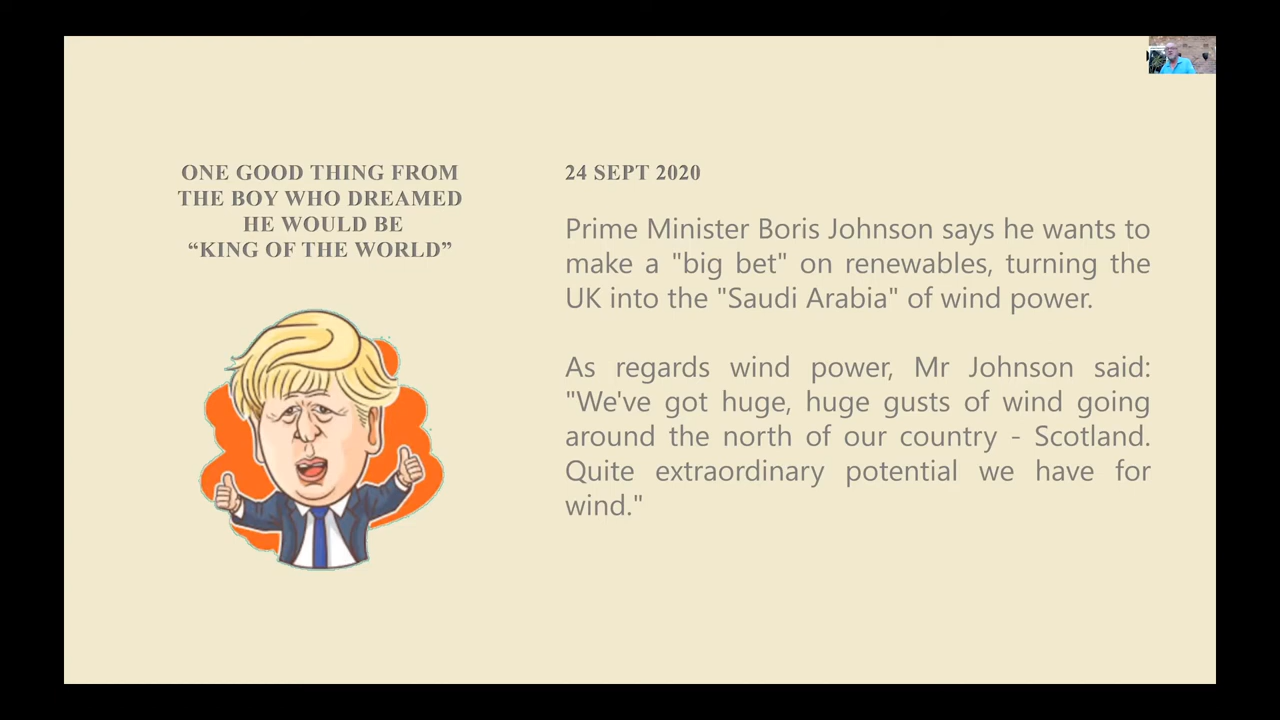 ONE GOOD THING FROM
THE BOY WHO DREAMED
HE WOULD BE
“KING OF THE WORLD”
24 SEPT 2020
Prime Minister Boris Johnson says he wants to
make a "big bet" on renewables, turning the
UK into the "Saudi Arabia" of wind power.
As regards wind power, Mr Johnson said:
"We've got huge, huge gusts of wind going
around the north of our country - Scotland.
Quite extraordinary potential we have for
wind."